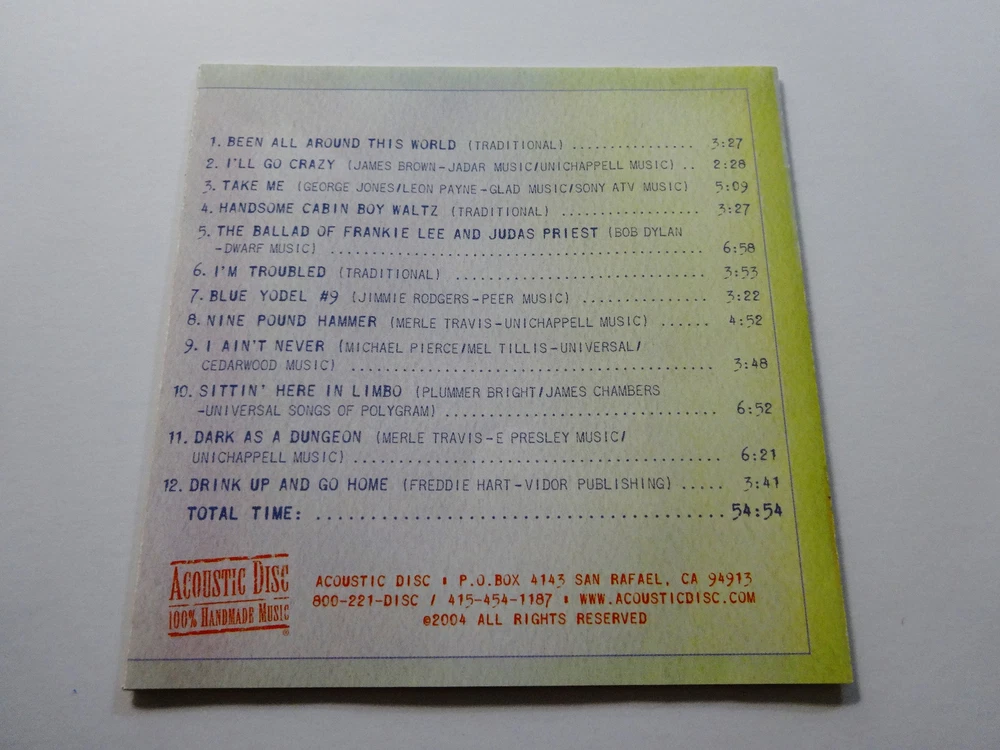 1. BEEN ALL AROUND THIS WORLD (TRADITIONAL) ................ 3:27
2. I'LL GO CRAZY (JAMES BROWN-JADAR MUSIC/UNICHAPPELL MUSIC) .. 2:28
3. TAKE ME (GEORGE JONES/LEON PAYNE-GLAD MUSIC/SONY ATV MUSIC) 5:09
4. HANDSOME CABIN BOY WALTZ (TRADITIONAL) .................. 3:27
5. THE BALLAD OF FRANKIE LEE AND JUDAS PRIEST (BOB DYLAN
-DWARF MUSIC) ................................................ 6:58
6. I'M TROUBLED (TRADITIONAL) ................................ 3:53
7. BLUE YODEL #9 (JIMMIE RODGERS-PEER MUSIC) .............. 3:22
8. NINE POUND HAMMER (MERLE TRAVIS-UNICHAPPELL MUSIC) ...... 4:52
9. I AIN'T NEVER (MICHAEL PIERCE/MEL TILLIS-UNIVERSAL/
CEDARWOOD MUSIC) .......................................... 3:48
10. SITTIN' HERE IN LIMBO (PLUMMER BRIGHT/JAMES CHAMBERS
-UNIVERSAL SONGS OF POLYGRAM) ............................... 6:52
11. DARK AS A DUNGEON (MERLE TRAVIS-E PRESLEY MUSIC/
UNICHAPPELL MUSIC) ......................................... 6:21
12. DRINK UP AND GO HOME (FREDDIE HART-VIDOR PUBLISHING) ..... 3:41
TOTAL TIME: ......................................... 54:54
ACOUSTIC DISC
100% HANDMADE MUSIC
®
ACOUSTIC DISC ▪ P.O.BOX 4143 SAN RAFAEL, CA 94913
800-221-DISC / 415-454-1187 ▪ WWW.ACOUSTICDISC.COM
©2004 ALL RIGHTS RESERVED